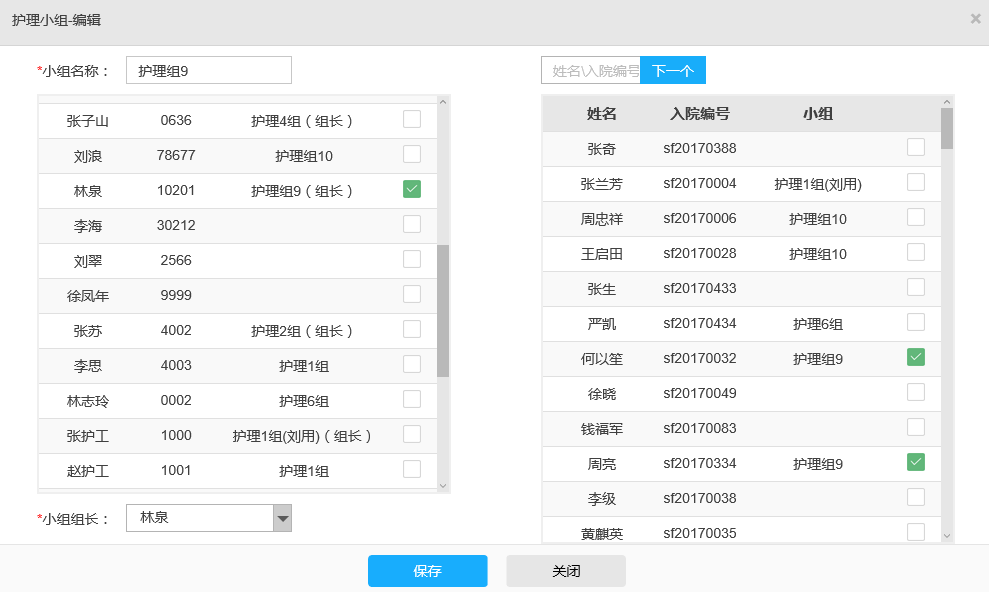 护理小组-编辑
×
*小组名称： 护理组9
张子山 0636 护理4组（组长）
刘浪 78677 护理组10
林泉 10201 护理组9（组长）
李海 30212
刘翠 2566
徐凤年 9999
张苏 4002 护理2组（组长）
李思 4003 护理1组
林志玲 0002 护理6组
张护工 1000 护理1组(刘用)（组长）
赵护工 1001 护理1组
*小组组长： 林泉
姓名\入院编号 下一个
姓名 入院编号 小组
张奇 sf20170388
张兰芳 sf20170004 护理1组(刘用)
周忠祥 sf20170006 护理组10
王启田 sf20170028 护理组10
张生 sf20170433
严凯 sf20170434 护理6组
何以笙 sf20170032 护理组9
徐晓 sf20170049
钱福军 sf20170083
周亮 sf20170334 护理组9
李级 sf20170038
黄麒英 sf20170035
保存 关闭